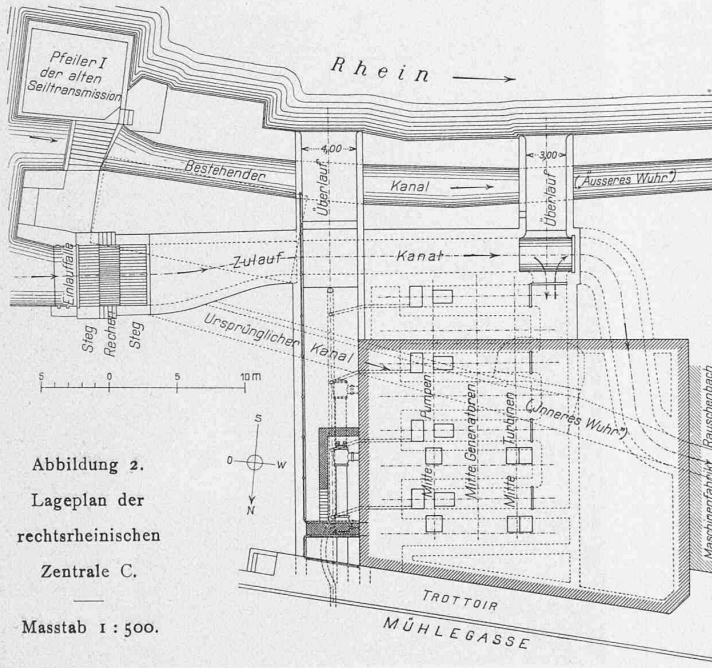 Pfeiler I
der alten
Seiltransmission
Rhein
4,00
3,00
Bestehender
Kanal
("Äusseres Wuhr")
Überlauf
Überlauf
Zulauf
Kanal
Einlauffalle
Steg
Rechen
Steg
Ursprünglicher Kanal
("Inneres Wuhr")
5 0 5 10m
Mitte Pumpen
Mitte Generatoren
Mitte Turbinen
Maschinenfabrik Rauschenbach
S
O W
N
Abbildung 2.
Lageplan der
rechtsrheinischen
Zentrale C.
Masstab 1 : 500.
TROTTOIR
MÜHLEGASSE